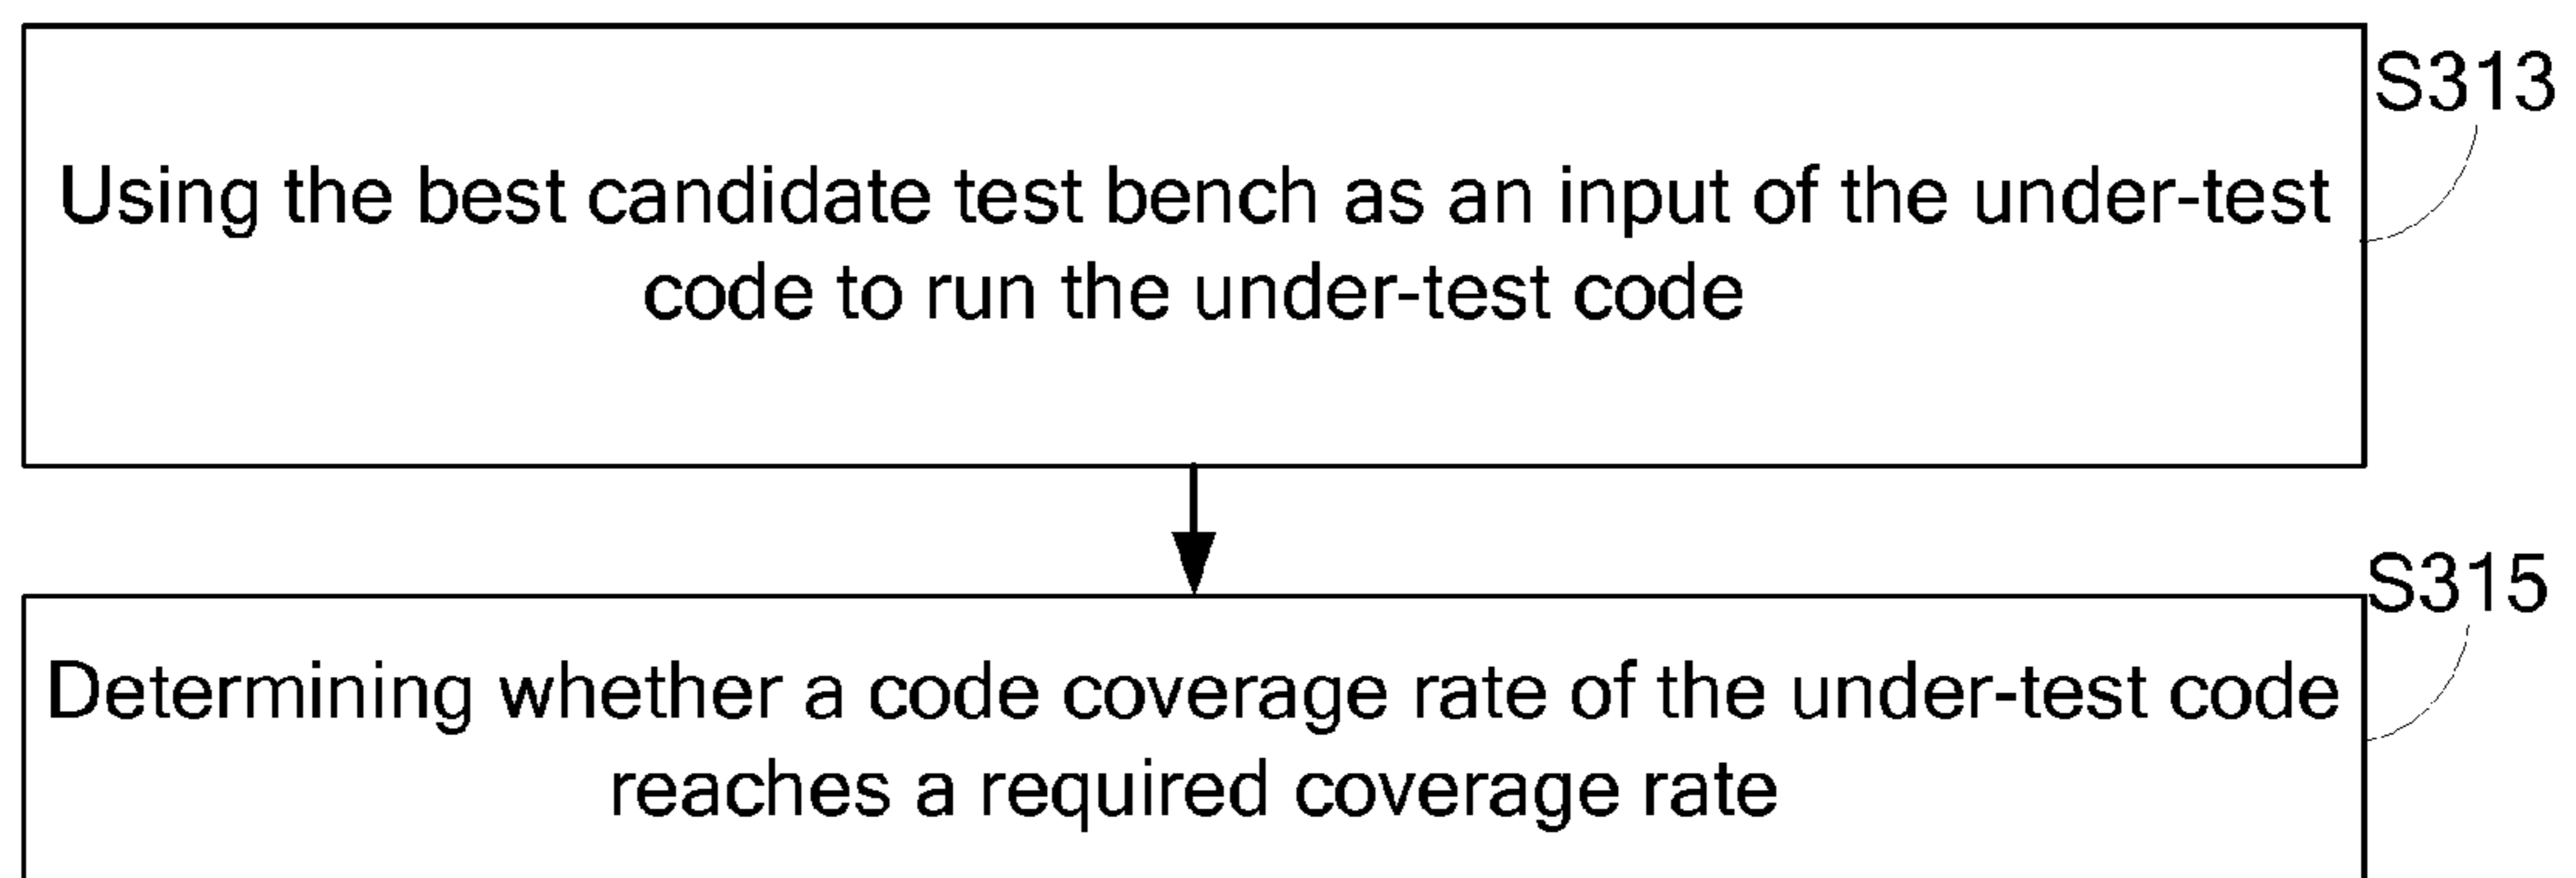 S313
Using the best candidate test bench as an input of the under-test
code to run the under-test code
S315
Determining whether a code coverage rate of the under-test code
reaches a required coverage rate